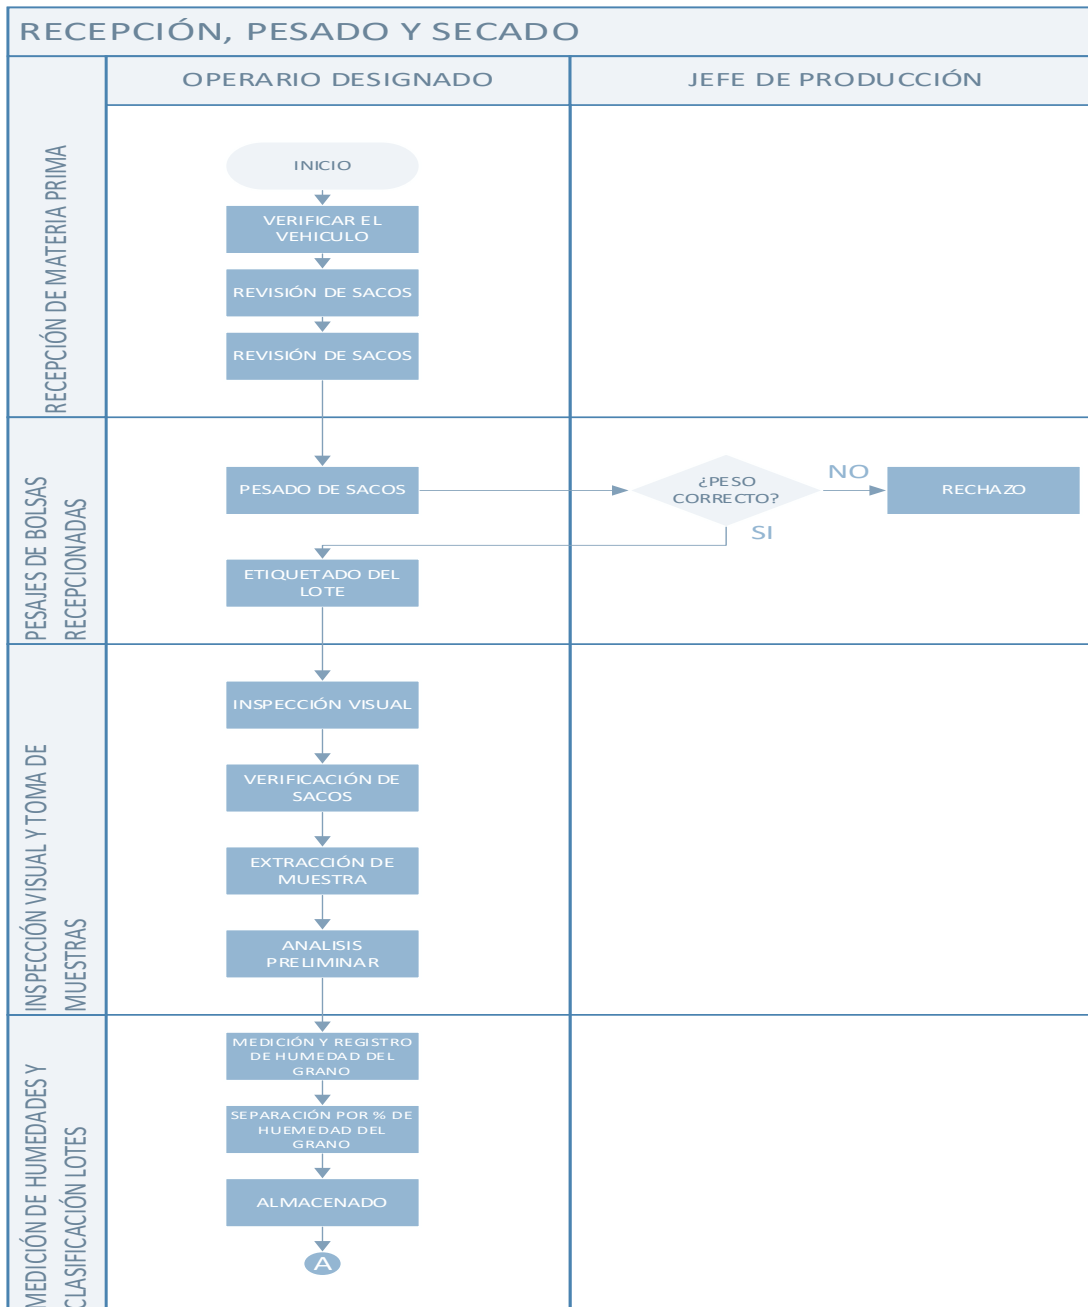 RECEPCIÓN, PESADO Y SECADO
OPERARIO DESIGNADO
JEFE DE PRODUCCIÓN
RECEPCIÓN DE MATERIA PRIMA
INICIO
VERIFICAR EL
VEHICULO
REVISIÓN DE SACOS
REVISIÓN DE SACOS
PESAJES DE BOLSAS
RECEPCIONADAS
PESADO DE SACOS
¿PESO
CORRECTO?
NO
RECHAZO
SI
ETIQUETADO DEL
LOTE
INSPECCIÓN VISUAL Y TOMA DE
MUESTRAS
INSPECCIÓN VISUAL
VERIFICACIÓN DE
SACOS
EXTRACCIÓN DE
MUESTRA
ANALISIS
PRELIMINAR
MEDICIÓN DE HUMEDADES Y
CLASIFICACIÓN LOTES
MEDICIÓN Y REGISTRO
DE HUMEDAD DEL
GRANO
SEPARACIÓN POR % DE
HUEMEDAD DEL
GRANO
ALMACENADO
A